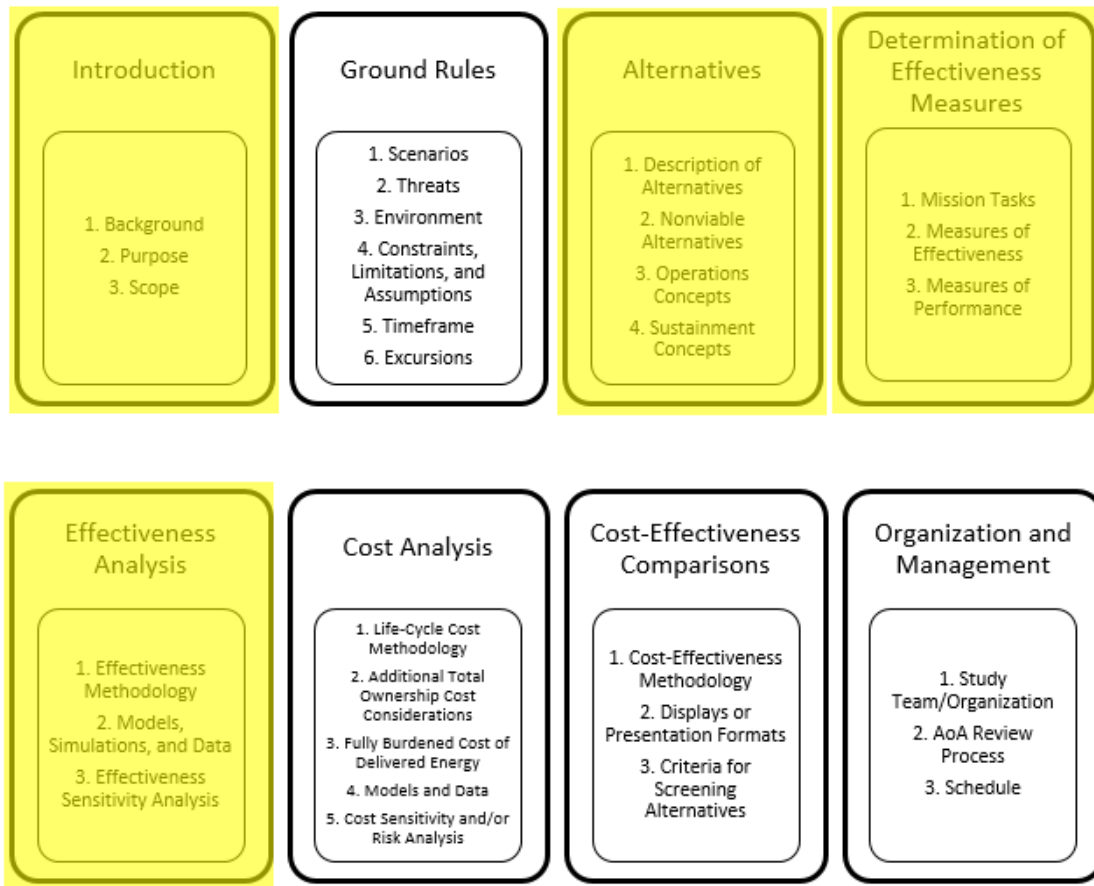 Introduction
1. Background
2. Purpose
3. Scope
Ground Rules
1. Scenarios
2. Threats
3. Environment
4. Constraints,
Limitations, and
Assumptions
5. Timeframe
6. Excursions
Alternatives
1. Description of
Alternatives
2. Nonviable
Alternatives
3. Operations
Concepts
4. Sustainment
Concepts
Determination of
Effectiveness
Measures
1. Mission Tasks
2. Measures of
Effectiveness
3. Measures of
Performance
Effectiveness
Analysis
1. Effectiveness
Methodology
2. Models,
Simulations, and Data
3. Effectiveness
Sensitivity Analysis
Cost Analysis
1. Life-Cycle Cost
Methodology
2. Additional Total
Ownership Cost
Considerations
3. Fully Burdened Cost of
Delivered Energy
4. Models and Data
5. Cost Sensitivity and/or
Risk Analysis
Cost-Effectiveness
Comparisons
1. Cost-Effectiveness
Methodology
2. Displays or
Presentation Formats
3. Criteria for
Screening
Alternatives
Organization and
Management
1. Study
Team/Organization
2. AoA Review
Process
3. Schedule